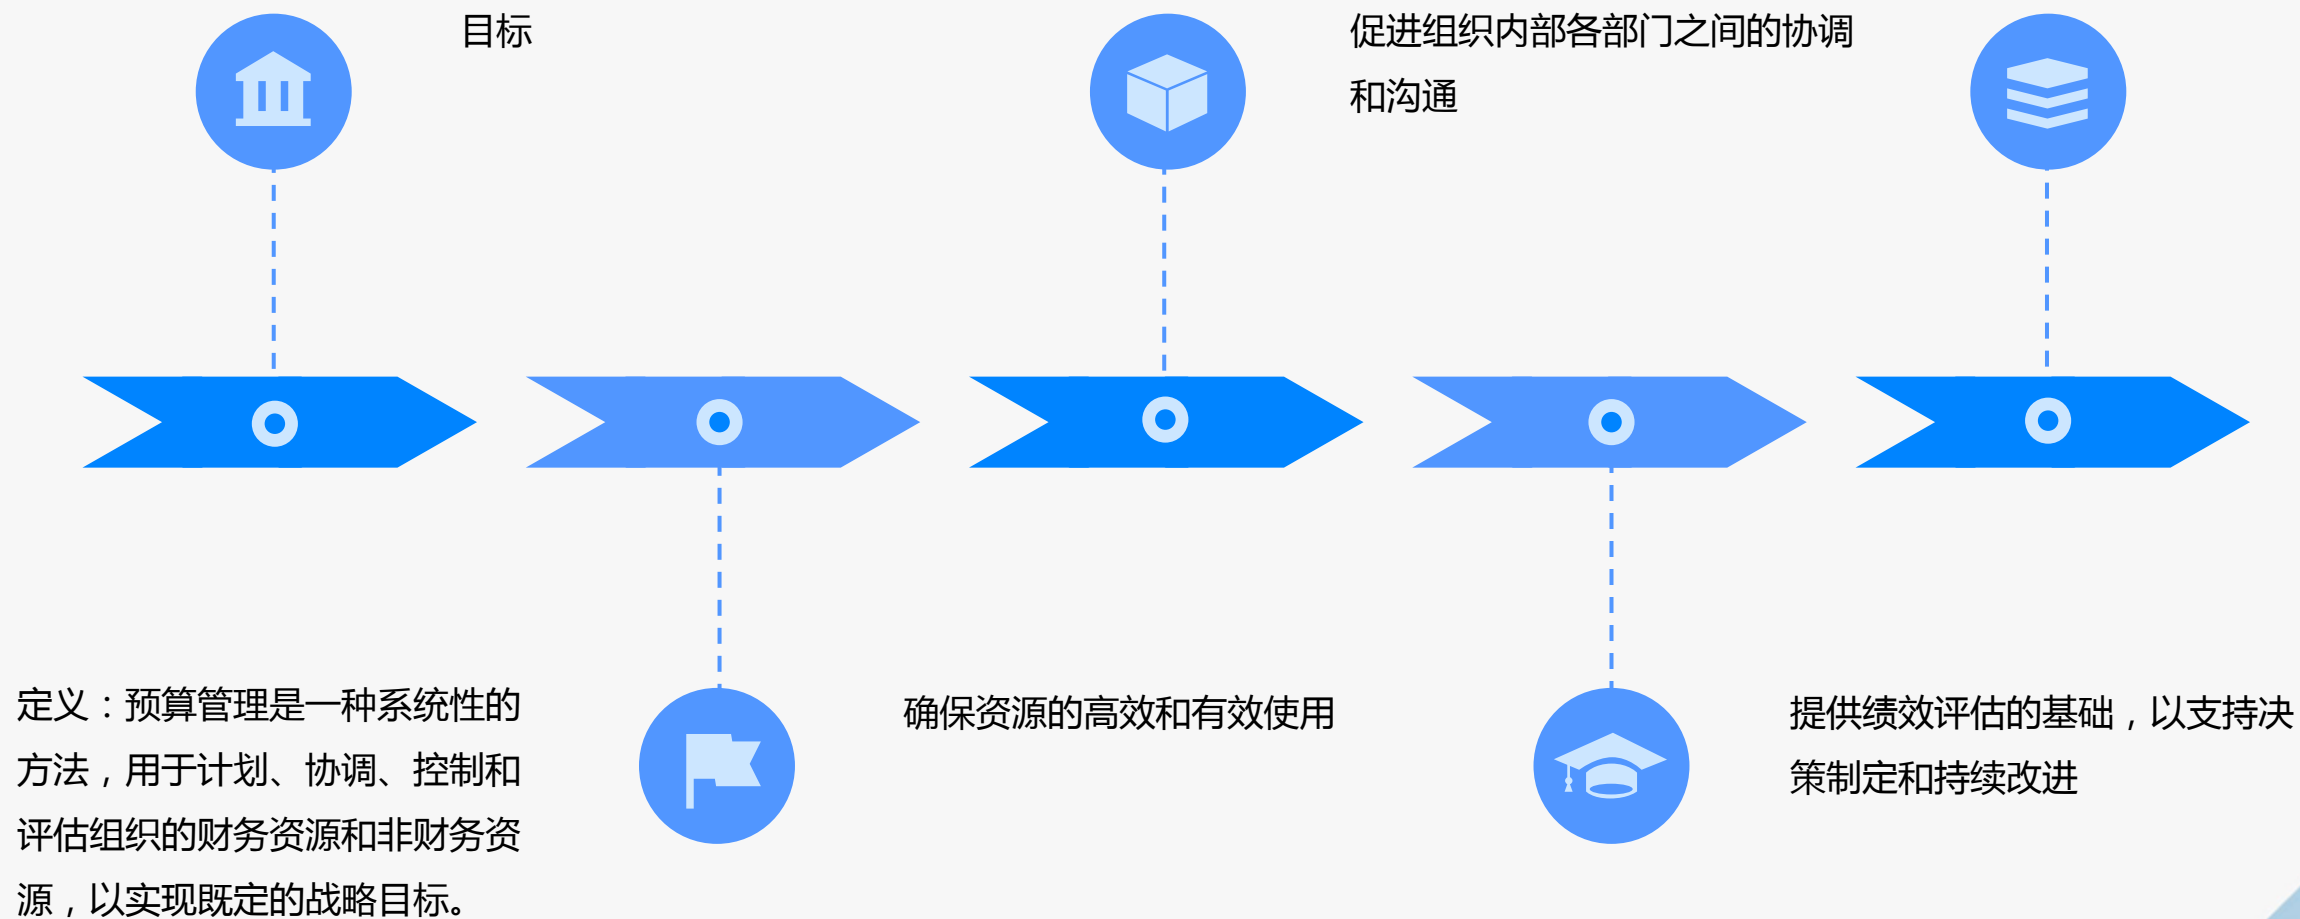 定义：预算管理是一种系统性的
方法，用于计划、协调、控制和
评估组织的财务资源和非财务资
源，以实现既定的战略目标。
目标
确保资源的高效和有效使用
促进组织内部各部门之间的协调
和沟通
提供绩效评估的基础，以支持决
策制定和持续改进